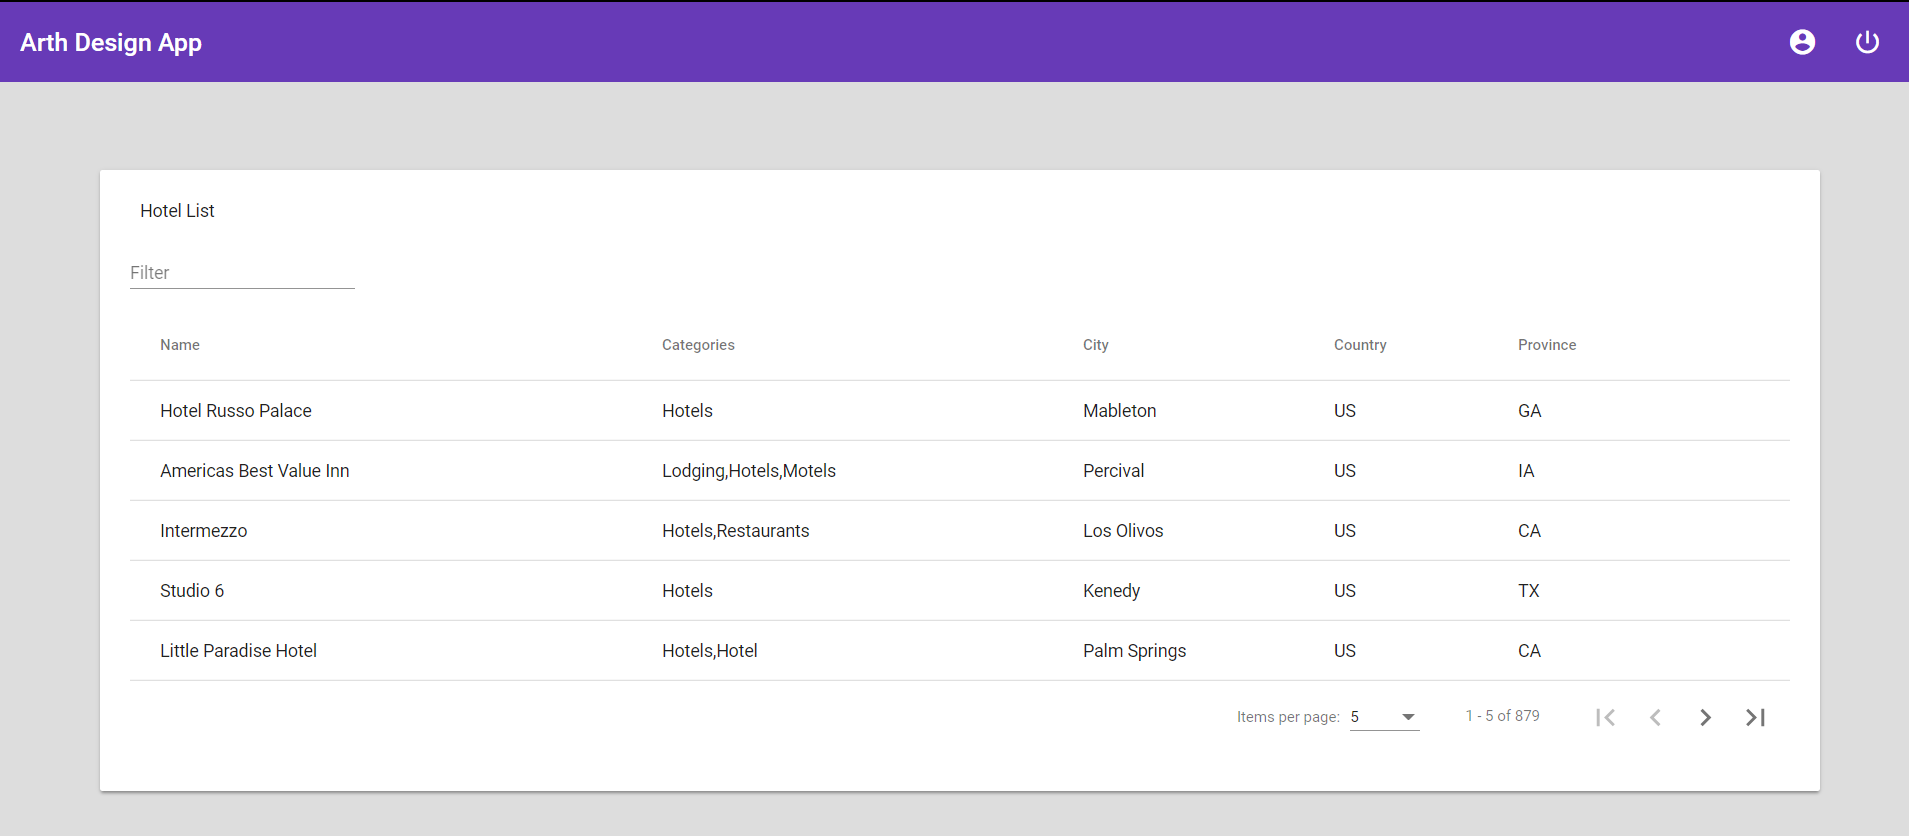 Arth Design App
Hotel List
Filter
Name Categories City Country Province
Hotel Russo Palace Hotels Mableton US GA
Americas Best Value Inn Lodging,Hotels,Motels Percival US IA
Intermezzo Hotels,Restaurants Los Olivos US CA
Studio 6 Hotels Kenedy US TX
Little Paradise Hotel Hotels,Hotel Palm Springs US CA
Items per page: 5 1 - 5 of 879